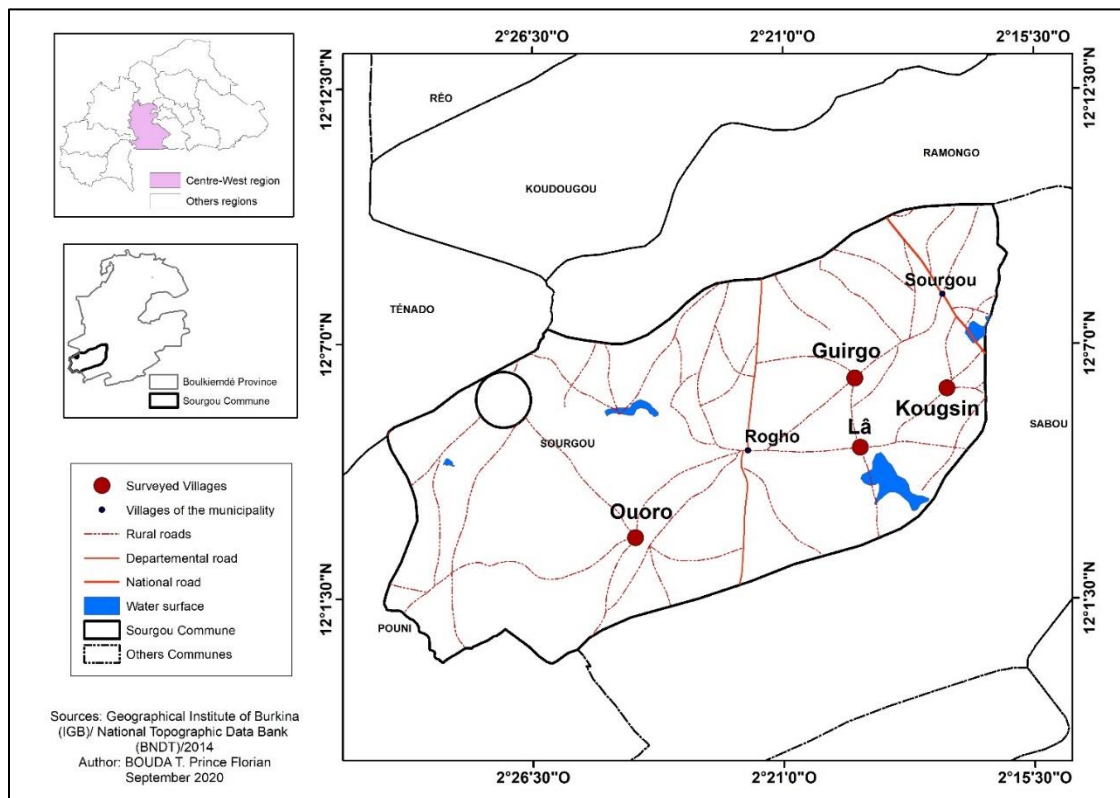 Centre-West region
Others regions
Boulkiemdé Province
Sourgou Commune
Surveyed Villages
Villages of the municipality
Rural roads
Departemental road
National road
Water surface
Sourgou Commune
Others Communes
Sources: Geographical Institute of Burkina
(IGB)/ National Topographic Data Bank
(BNDT)/2014
Author: BOUDA T. Prince Florian
September 2020
2°26'30"O
2°21'0"O
2°15'30"O
12°12'30"N
12°12'30"N
RÉO
RAMONGO
KOUDOUGOU
Sourgou
TÉNADO
12°7'0"N
12°7'0"N
Guirgo
Kougsin
Lâ
SABOU
Rogho
SOURGOU
Ouoro
12°1'30"N
12°1'30"N
POUNI
2°26'30"O
2°21'0"O
2°15'30"O